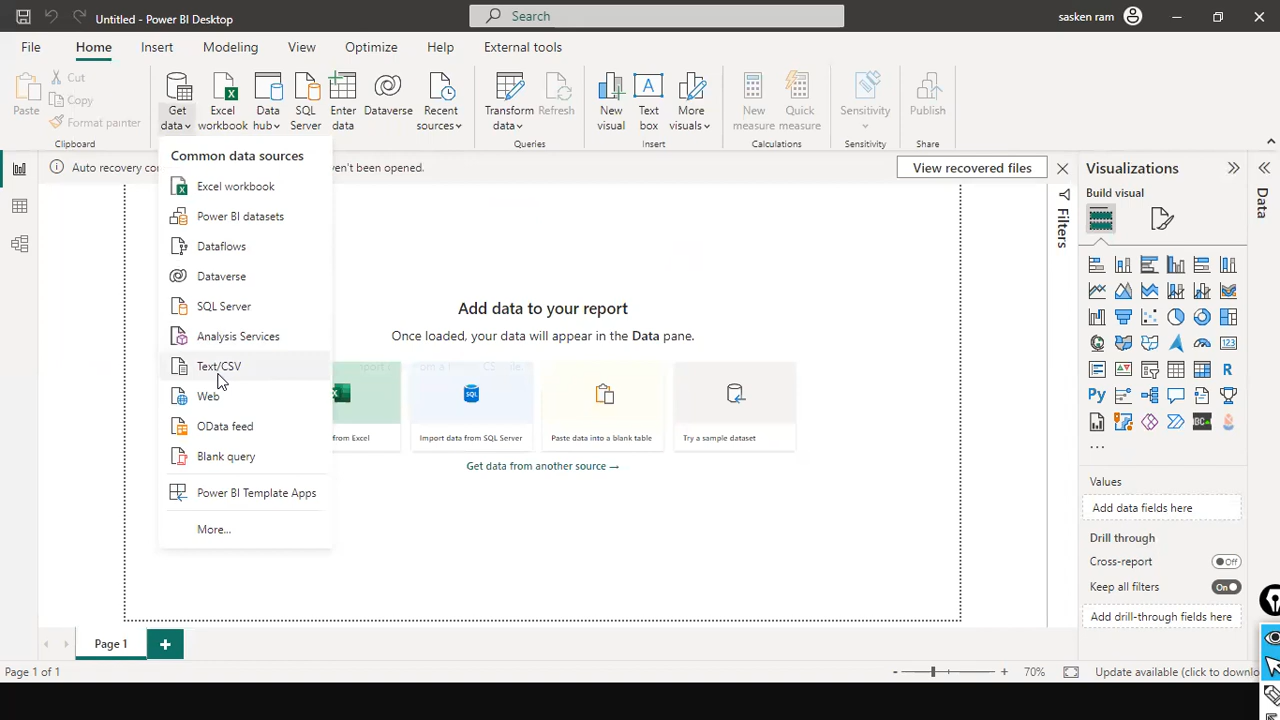 Untitled - Power BI Desktop
Search
sasken ram
File
Home
Insert
Modeling
View
Optimize
Help
External tools
Paste
Cut
Copy
Format painter
Clipboard
Get data
Excel workbook
Data hub
SQL Server
Enter data
Dataverse
Recent sources
Transform data
Refresh
Queries
New visual
Text box
More visuals
Insert
New measure
Quick measure
Calculations
Sensitivity
Sensitivity
Publish
Share
Auto recovery co
en't been opened.
View recovered files
Common data sources
Excel workbook
Power BI datasets
Dataflows
Dataverse
SQL Server
Analysis Services
Text/CSV
Web
OData feed
Blank query
Power BI Template Apps
More...
Add data to your report
Once loaded, your data will appear in the Data pane.
from Excel
SQL
Import data from SQL Server
Paste data into a blank table
Try a sample dataset
Get data from another source →
Filters
Visualizations
Build visual
123
R
Py
Values
Add data fields here
Drill through
Cross-report
Off
Keep all filters
On
Add drill-through fields here
Data
Page 1
Page 1 of 1
- + 70%
Update available (click to downlo